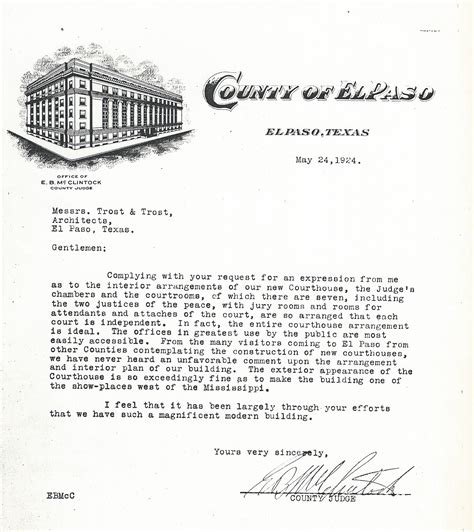 COUNTY OF EL PASO
EL PASO, TEXAS
May 24, 1924.
OFFICE OF
E. B. McCLINTOCK
COUNTY JUDGE
Messrs. Trost & Trost,
Architects,
El Paso, Texas.
Gentlemen;
Complying with your request for an expression from me
as to the interior arrangements of our new Courthouse, the Judge's
chambers and the courtrooms, of which there are seven, including
the two justices of the peace, with jury rooms and rooms for
attendants and attaches of the court, are so arranged that each
court is independent. In fact, the entire courthouse arrangement
is ideal. The offices in greatest use by the public are most
easily accessible. From the many visitors coming to El Paso from
other Counties contemplating the construction of new courthouses,
we have never heard an unfavorable comment upon the arrangement
and interior plan of our building. The exterior appearance of the
Courthouse is so exceedingly fine as to make the building one of
the show-places west of the Mississippi.
I feel that it has been largely through your efforts
that we have such a magnificent modern building.
Yours very sincerely,
E.B. McClintock
COUNTY JUDGE
EBMcC